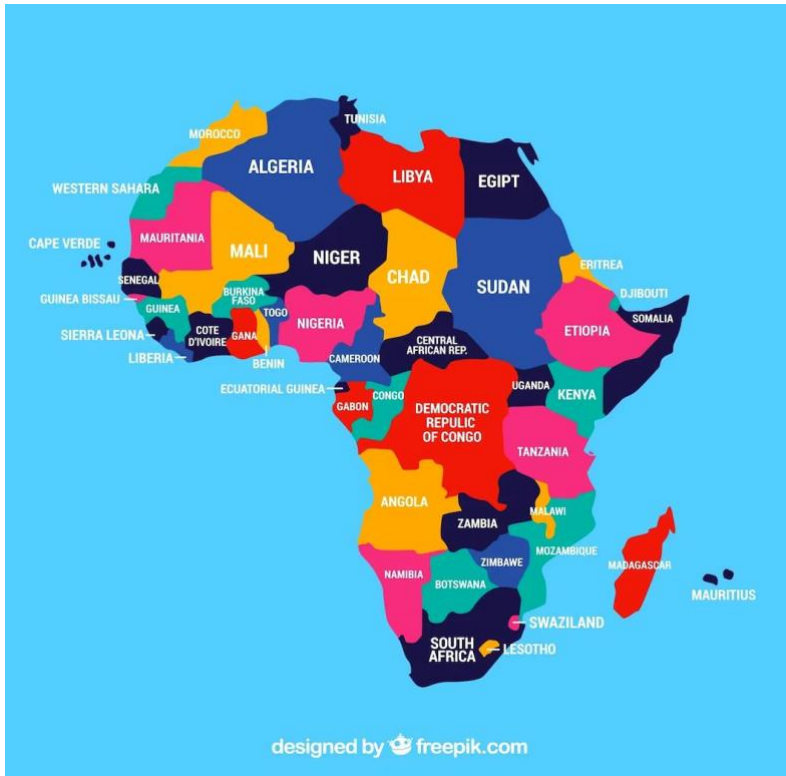 TUNISIA
MOROCCO
ALGERIA
LIBYA
EGIPT
WESTERN SAHARA
MAURITANIA
CAPE VERDE
MALI
NIGER
CHAD
SUDAN
ERITREA
SENEGAL
GUINEA BISSAU
GUINEA
BURKINA
FASO
DJIBOUTI
SOMALIA
SIERRA LEONA
COTE
D'IVOIRE
GANA
TOGO
NIGERIA
ETIOPIA
LIBERIA
BENIN
CAMEROON
CENTRAL
AFRICAN REP.
ECUATORIAL GUINEA
GABON
CONGO
UGANDA
KENYA
DEMOCRATIC
REPULIC
OF CONGO
TANZANIA
ANGOLA
ZAMBIA
MALAWI
MOZAMBIQUE
NAMIBIA
BOTSWANA
ZIMBAWE
MADAGASCAR
MAURITIUS
SWAZILAND
SOUTH
AFRICA
LESOTHO
designed by freepik.com